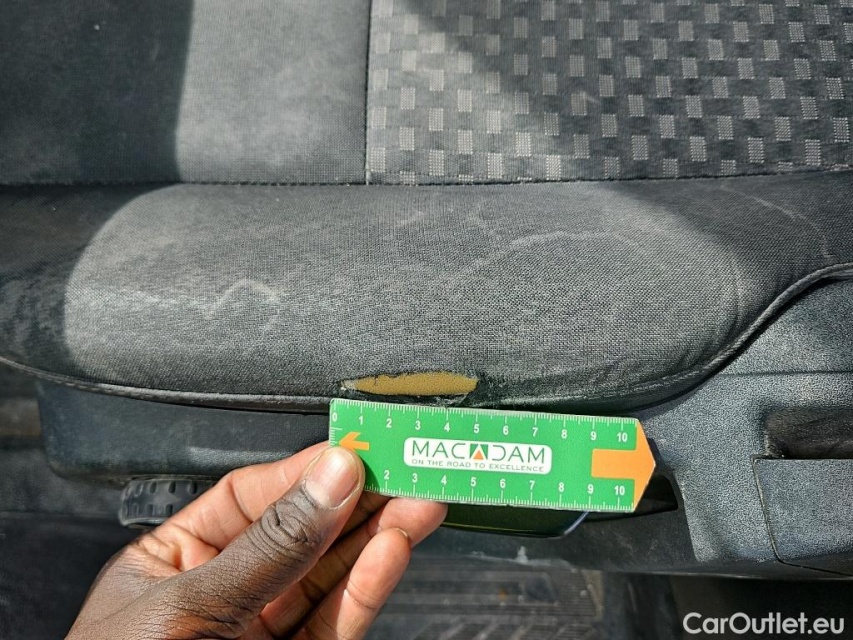 0 1 2 3 4 5 6 7 8 9 10
MACADAM
ON THE ROAD TO EXCELLENCE
2 3 4 5 6 7 8 9 10
CarOutlet.eu